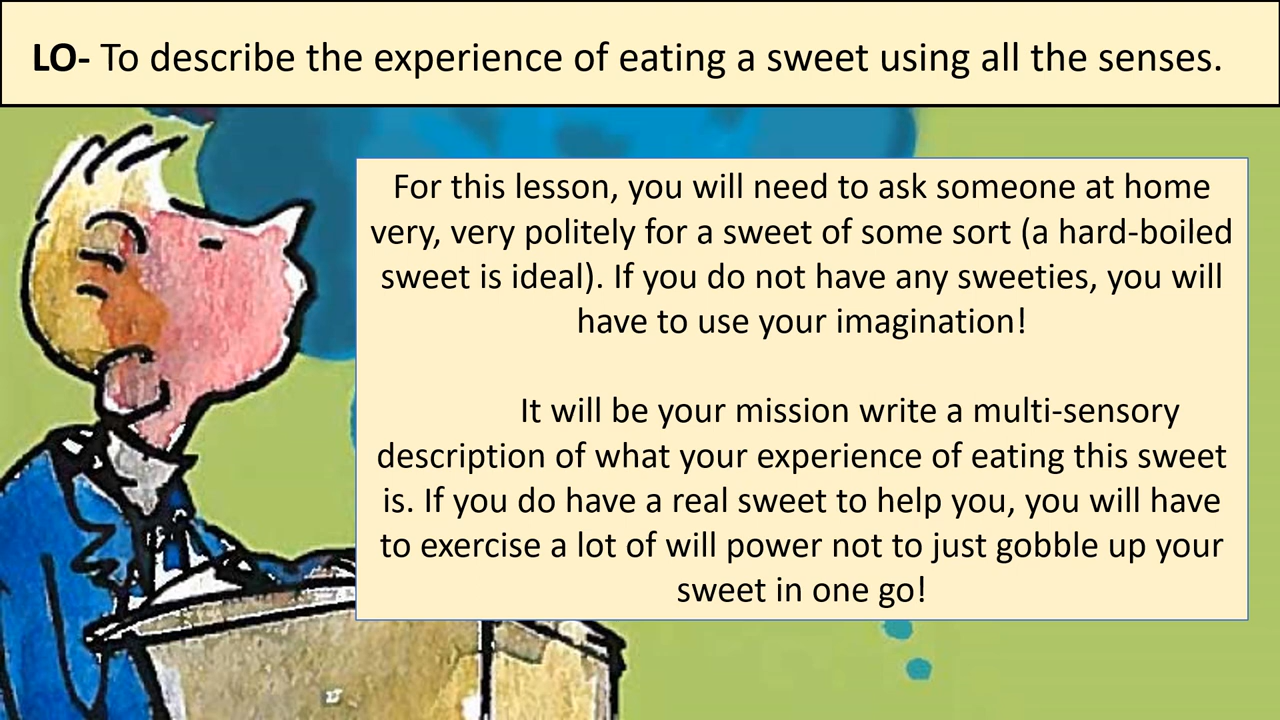 LO- To describe the experience of eating a sweet using all the senses.
For this lesson, you will need to ask someone at home
very, very politely for a sweet of some sort (a hard-boiled
sweet is ideal). If you do not have any sweeties, you will
have to use your imagination!
It will be your mission write a multi-sensory
description of what your experience of eating this sweet
is. If you do have a real sweet to help you, you will have
to exercise a lot of will power not to just gobble up your
sweet in one go!